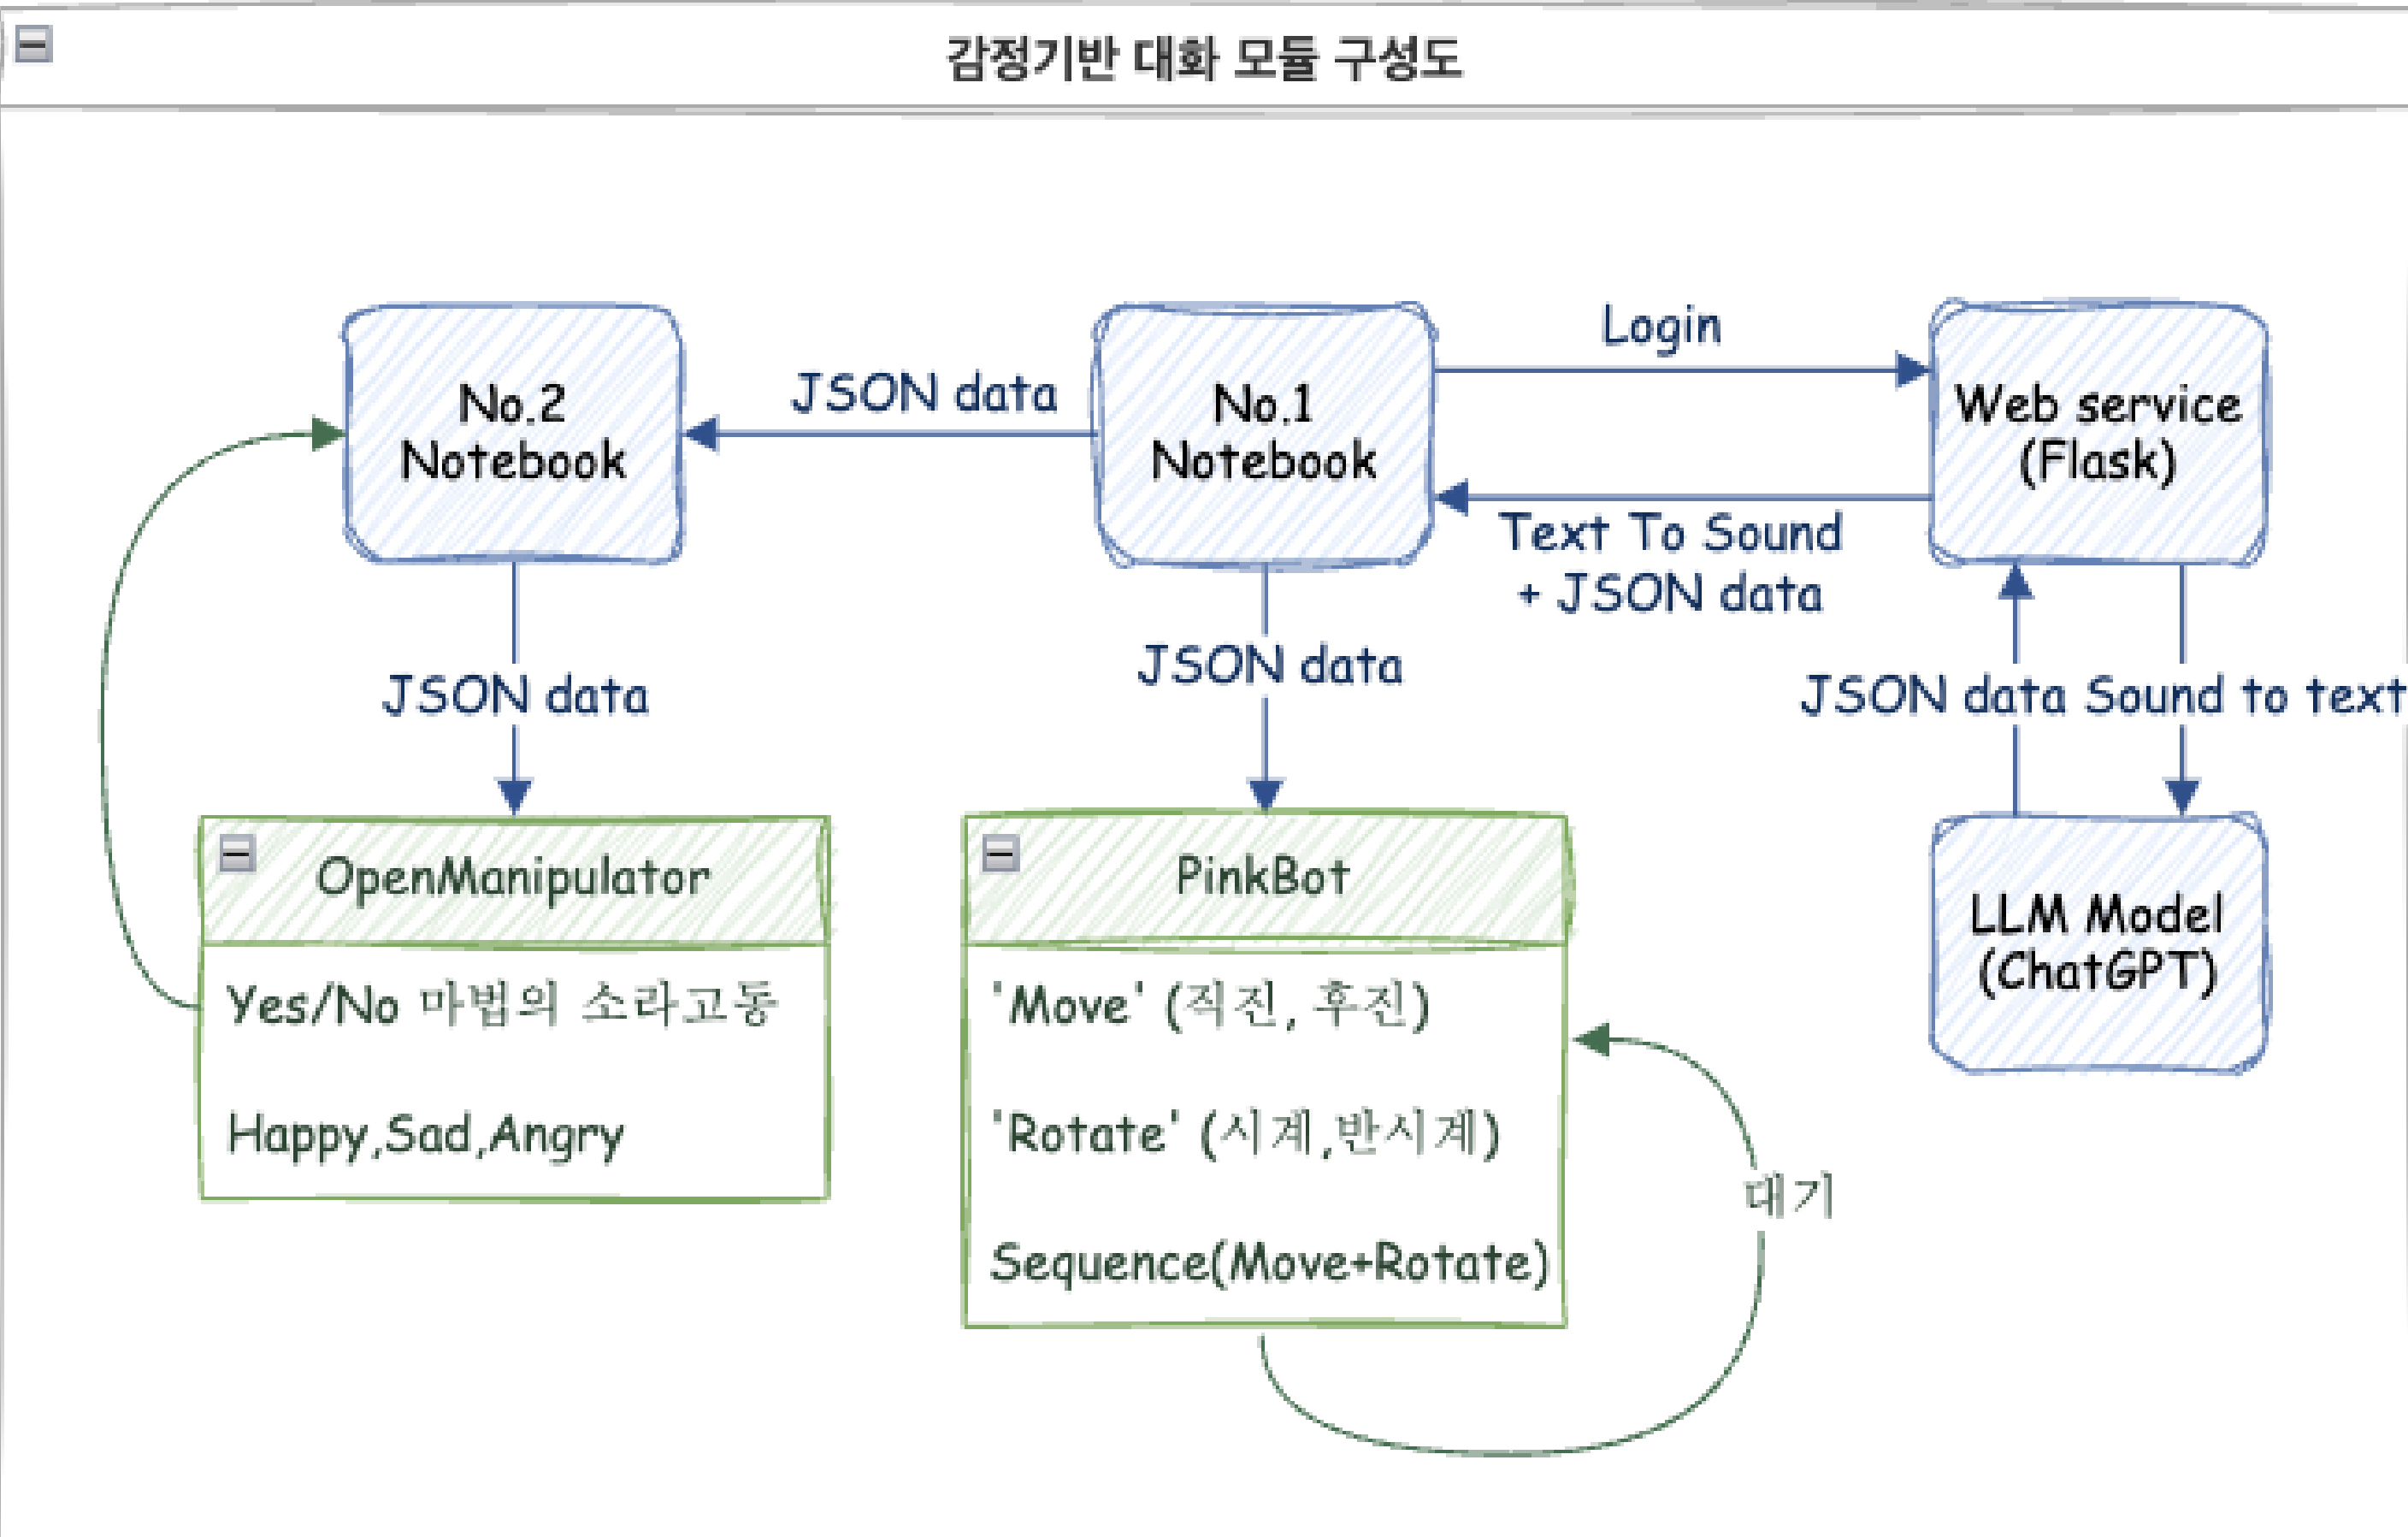 감정기반 대화 모듈 구성도
No.2
Notebook
JSON data
No.1
Notebook
Login
Web service
(Flask)
Text To Sound
+ JSON data
JSON data
JSON data
JSON data
Sound to text
OpenManipulator
Yes/No 마법의 소라고동
Happy,Sad,Angry
PinkBot
'Move' (직진, 후진)
'Rotate' (시계,반시계)
Sequence(Move+Rotate)
대기
LLM Model
(ChatGPT)